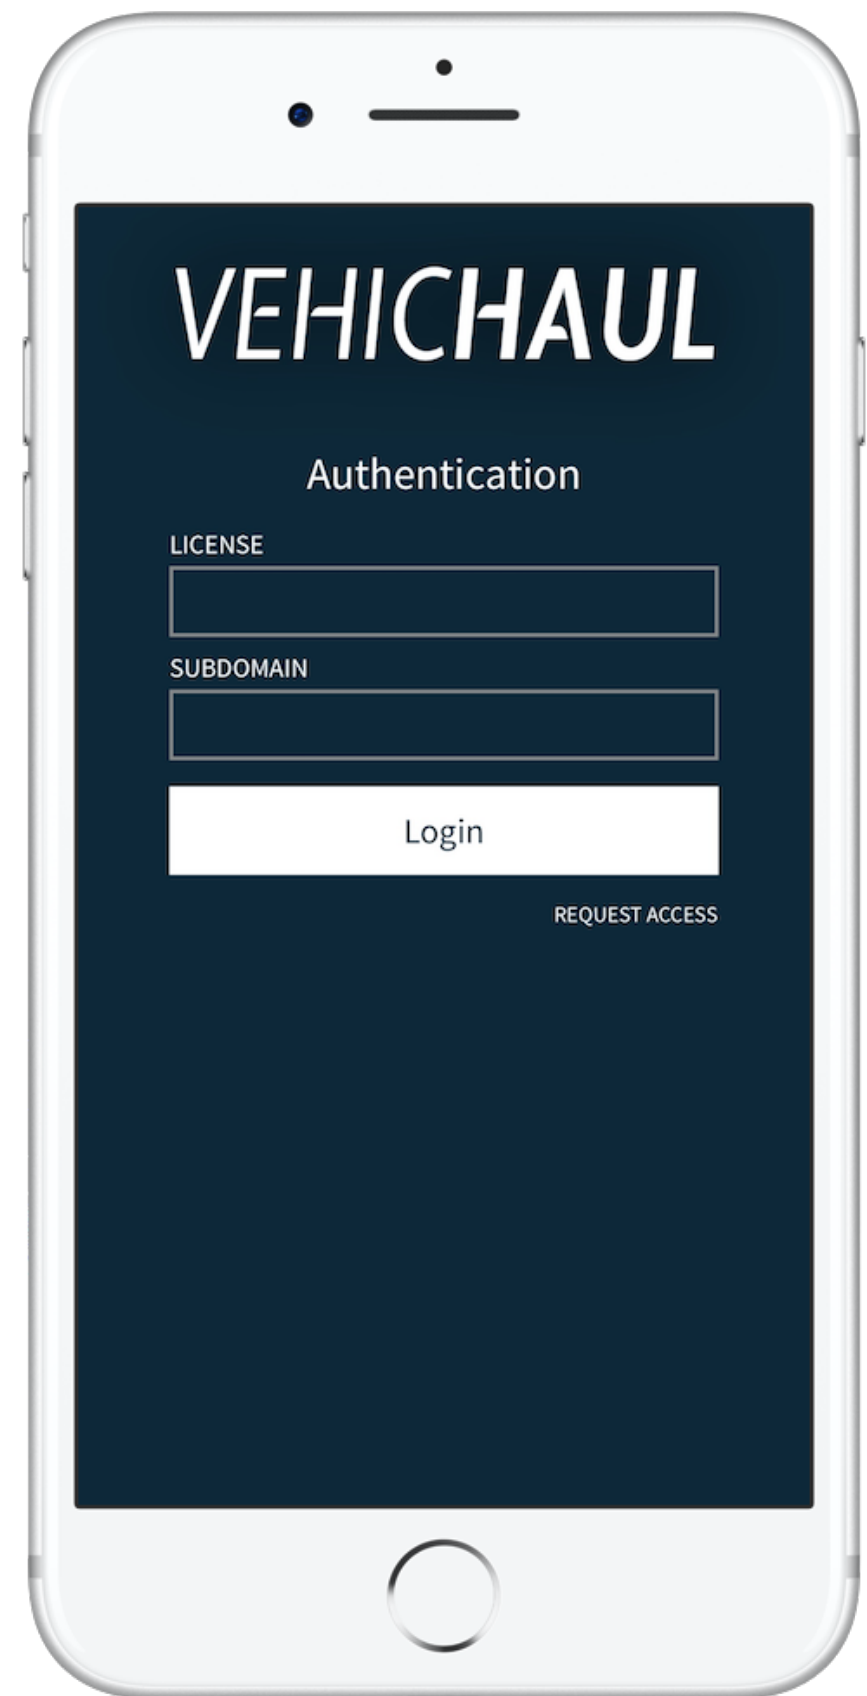 VEHICHAUL
Authentication
LICENSE
SUBDOMAIN
Login
REQUEST ACCESS